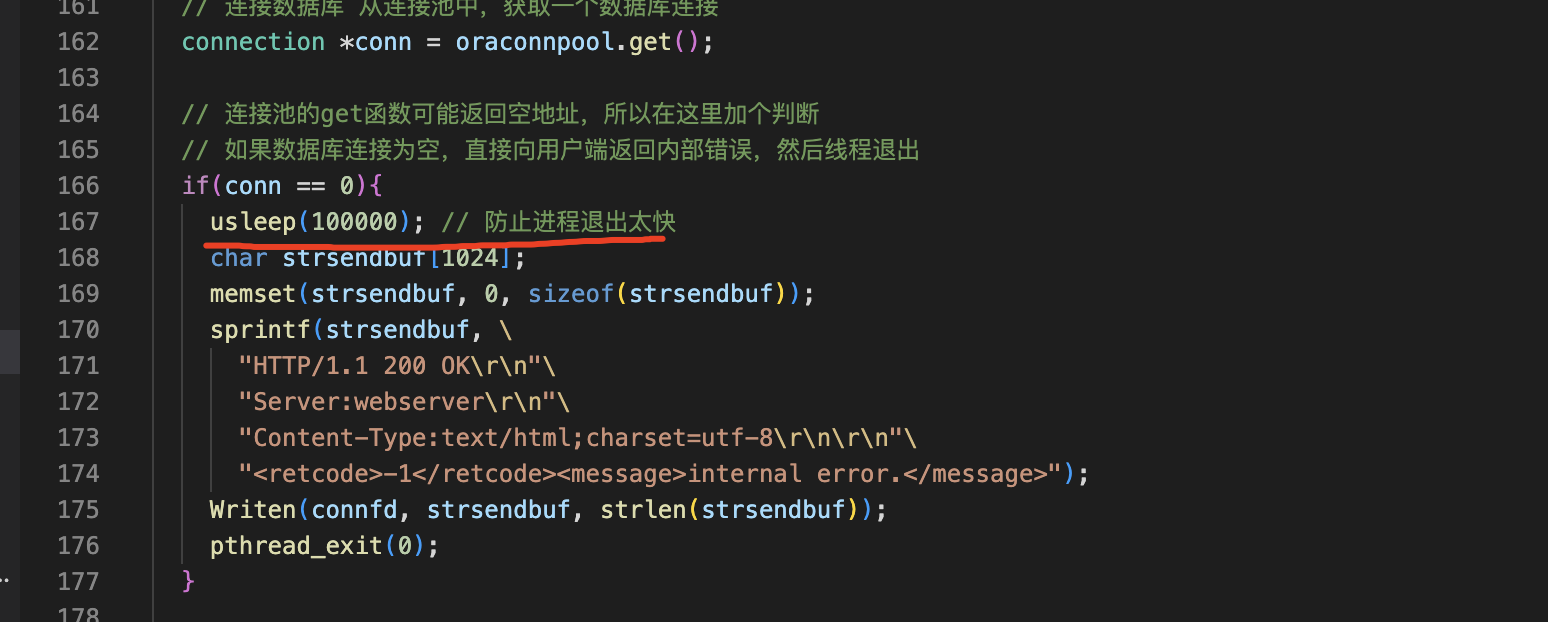 161 // 连接数据库 从连接池中，获取一个数据库连接
162 connection *conn = oraconnpool.get();
163
164 // 连接池的get函数可能返回空地址，所以在这里加个判断
165 // 如果数据库连接为空，直接向用户端返回内部错误，然后线程退出
166 if(conn == 0){
167 usleep(100000); // 防止进程退出太快
168 char strsendbuf[1024];
169 memset(strsendbuf, 0, sizeof(strsendbuf));
170 sprintf(strsendbuf, \
171 "HTTP/1.1 200 OK\r\n"\
172 "Server:webserver\r\n"\
173 "Content-Type:text/html;charset=utf-8\r\n\r\n"\
174 "<retcode>-1</retcode><message>internal error.</message>");
175 Writen(connfd, strsendbuf, strlen(strsendbuf));
176 pthread_exit(0);
177 }
178